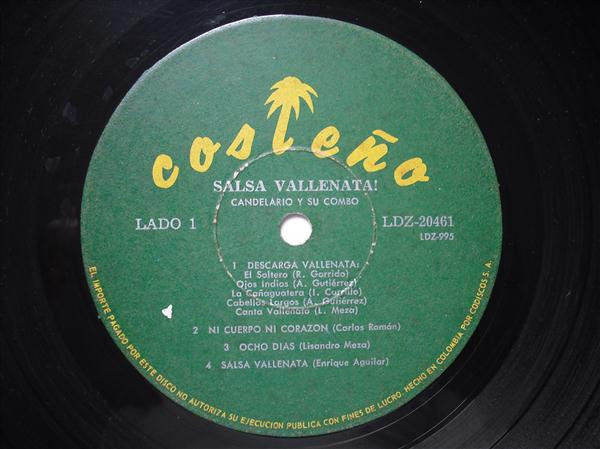 costeño
SALSA VALLENATA!
CANDELARIO Y SU COMBO
LADO 1
LDZ-20461
LDZ-995
1 DESCARGA VALLENATA:
El Soltero (R. Garrido)
Ojos Indios (A. Gutiérrez)
La Cañaguatera (I. Carrillo)
Cabellos Largos (A. Gutiérrez)
Canta Vallenato (L. Meza)
2 NI CUERPO NI CORAZON (Carlos Román)
3 OCHO DIAS (Lisandro Meza)
4 SALSA VALLENATA (Enrique Aguilar)
EL IMPORTE PAGADO POR ESTE DISCO NO AUTORIZA SU EJECUCION PUBLICA CON FINES DE LUCRO. HECHO EN COLOMBIA POR CODISCOS S. A.